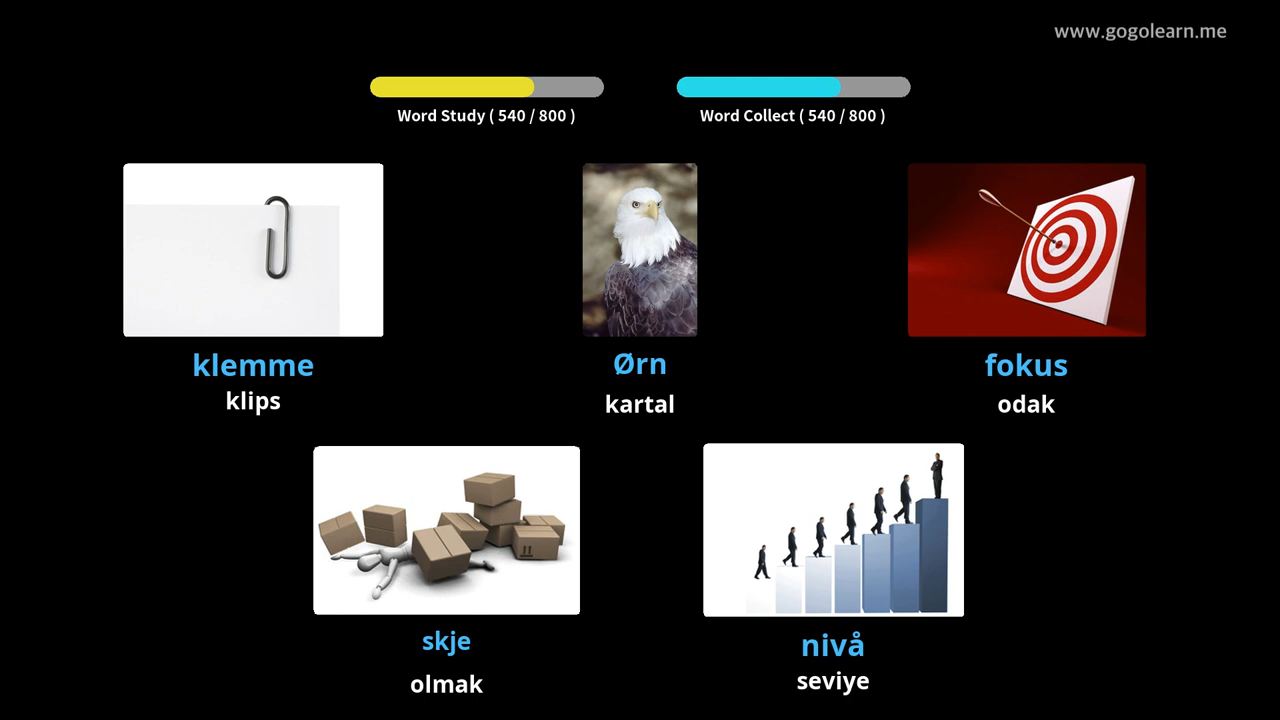 www.gogolearn.me
Word Study ( 540 / 800 )
Word Collect ( 540 / 800 )
klemme
klips
Ørn
kartal
fokus
odak
skje
olmak
nivå
seviye